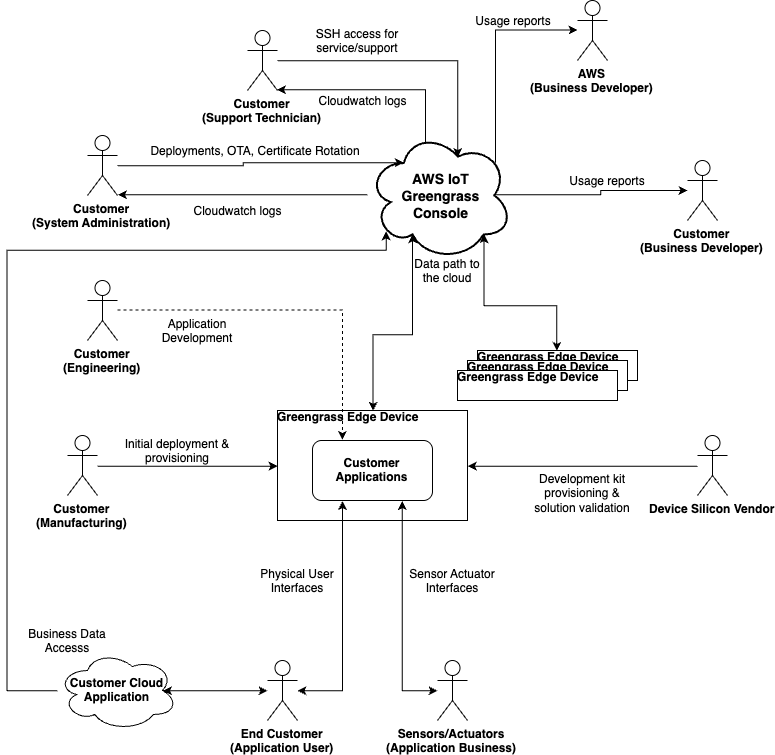 Usage reports
SSH access for
service/support
AWS
(Business Developer)
Cloudwatch logs
Customer
(Support Technician)
Deployments, OTA, Certificate Rotation
AWS IoT
Greengrass
Console
Usage reports
Customer
(System Administration)
Cloudwatch logs
Customer
(Business Developer)
Data path to
the cloud
Application
Development
Customer
(Engineering)
Greengrass Edge Device
Greengrass Edge Device
Greengrass Edge Device
Greengrass Edge Device
Initial deployment &
provisioning
Customer
Applications
Customer
(Manufacturing)
Development kit
provisioning &
solution validation
Device Silicon Vendor
Physical User
Interfaces
Sensor Actuator
Interfaces
Business Data
Accesss
Customer Cloud
Application
End Customer
(Application User)
Sensors/Actuators
(Application Business)